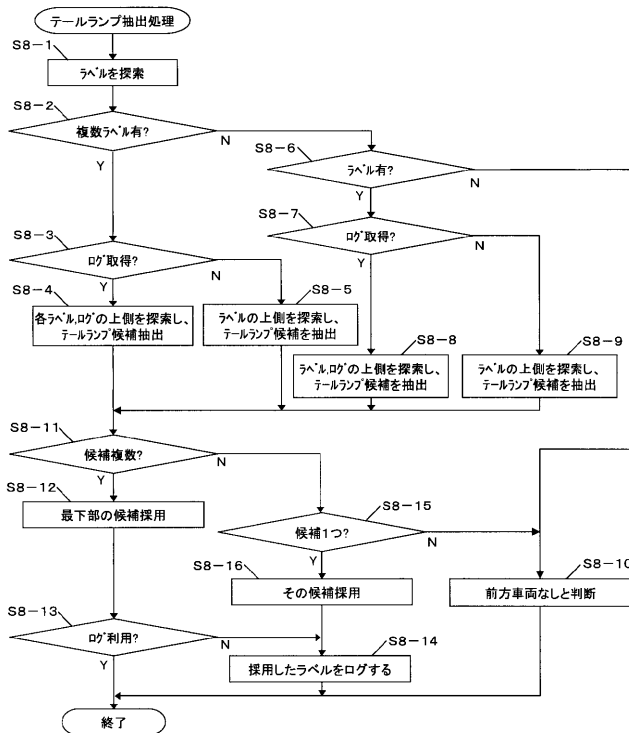 テールランプ抽出処理
S8-1
ラベルを探索
S8-2
複数ラベル有?
N
Y
S8-6
ラベル有?
N
Y
S8-3
ログ取得?
N
Y
S8-7
ログ取得?
N
Y
S8-4
各ラベル,ログの上側を探索し、
テールランプ候補抽出
S8-5
ラベルの上側を探索し、
テールランプ候補を抽出
S8-8
ラベル,ログの上側を探索し、
テールランプ候補を抽出
S8-9
ラベルの上側を探索し、
テールランプ候補を抽出
S8-11
候補複数?
N
Y
S8-12
最下部の候補採用
S8-15
候補1つ?
N
Y
S8-16
その候補採用
S8-10
前方車両なしと判断
S8-13
ログ利用?
N
Y
S8-14
採用したラベルをログする
終了